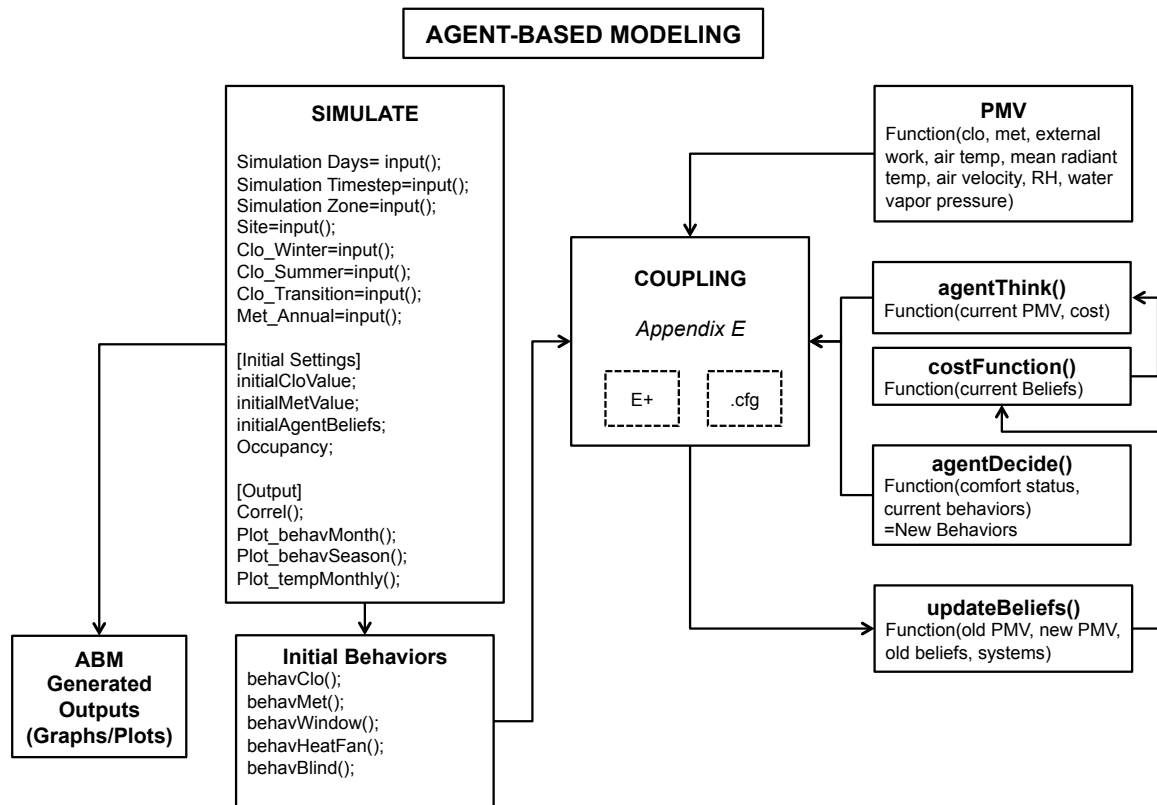 AGENT-BASED MODELING
SIMULATE
Simulation Days= input();
Simulation Timestep=input();
Simulation Zone=input();
Site=input();
Clo_Winter=input();
Clo_Summer=input();
Clo_Transition=input();
Met_Annual=input();
[Initial Settings]
initialCloValue;
initialMetValue;
initialAgentBeliefs;
Occupancy;
[Output]
Correl();
Plot_behavMonth();
Plot_behavSeason();
Plot_tempMonthly();
ABM
Generated
Outputs
(Graphs/Plots)
Initial Behaviors
behavClo();
behavMet();
behavWindow();
behavHeatFan();
behavBlind();
COUPLING
Appendix E
E+
.cfg
PMV
Function(clo, met, external
work, air temp, mean radiant
temp, air velocity, RH, water
vapor pressure)
agentThink()
Function(current PMV, cost)
costFunction()
Function(current Beliefs)
agentDecide()
Function(comfort status,
current behaviors)
=New Behaviors
updateBeliefs()
Function(old PMV, new PMV,
old beliefs, systems)